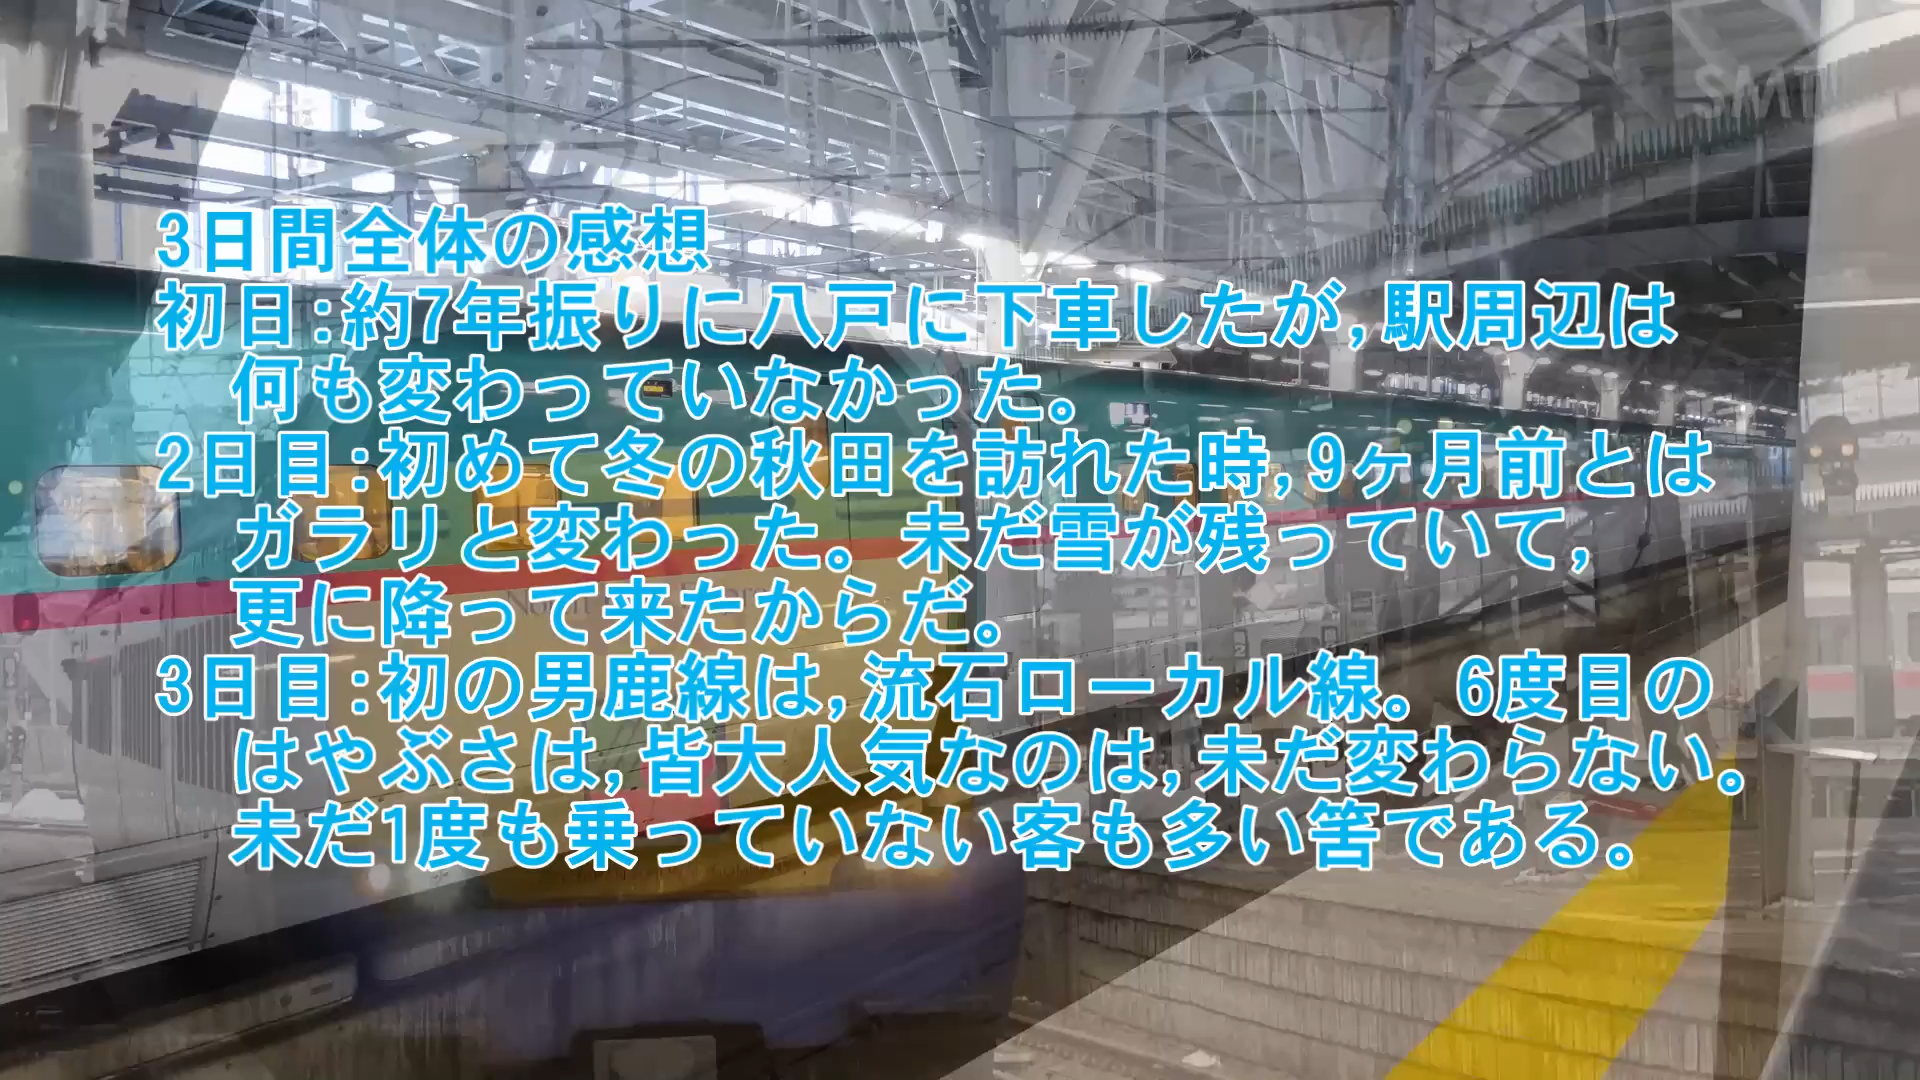 3日間全体の感想
初日:約7年振りに八戸に下車したが,駅周辺は
何も変わっていなかった。
2日目:初めて冬の秋田を訪れた時,9ヶ月前とは
ガラリと変わった。未だ雪が残っていて,
更に降って来たからだ。
3日目:初の男鹿線は,流石ローカル線。6度目の
はやぶさは,皆大人気なのは,未だ変わらない。
未だ1度も乗っていない客も多い筈である。